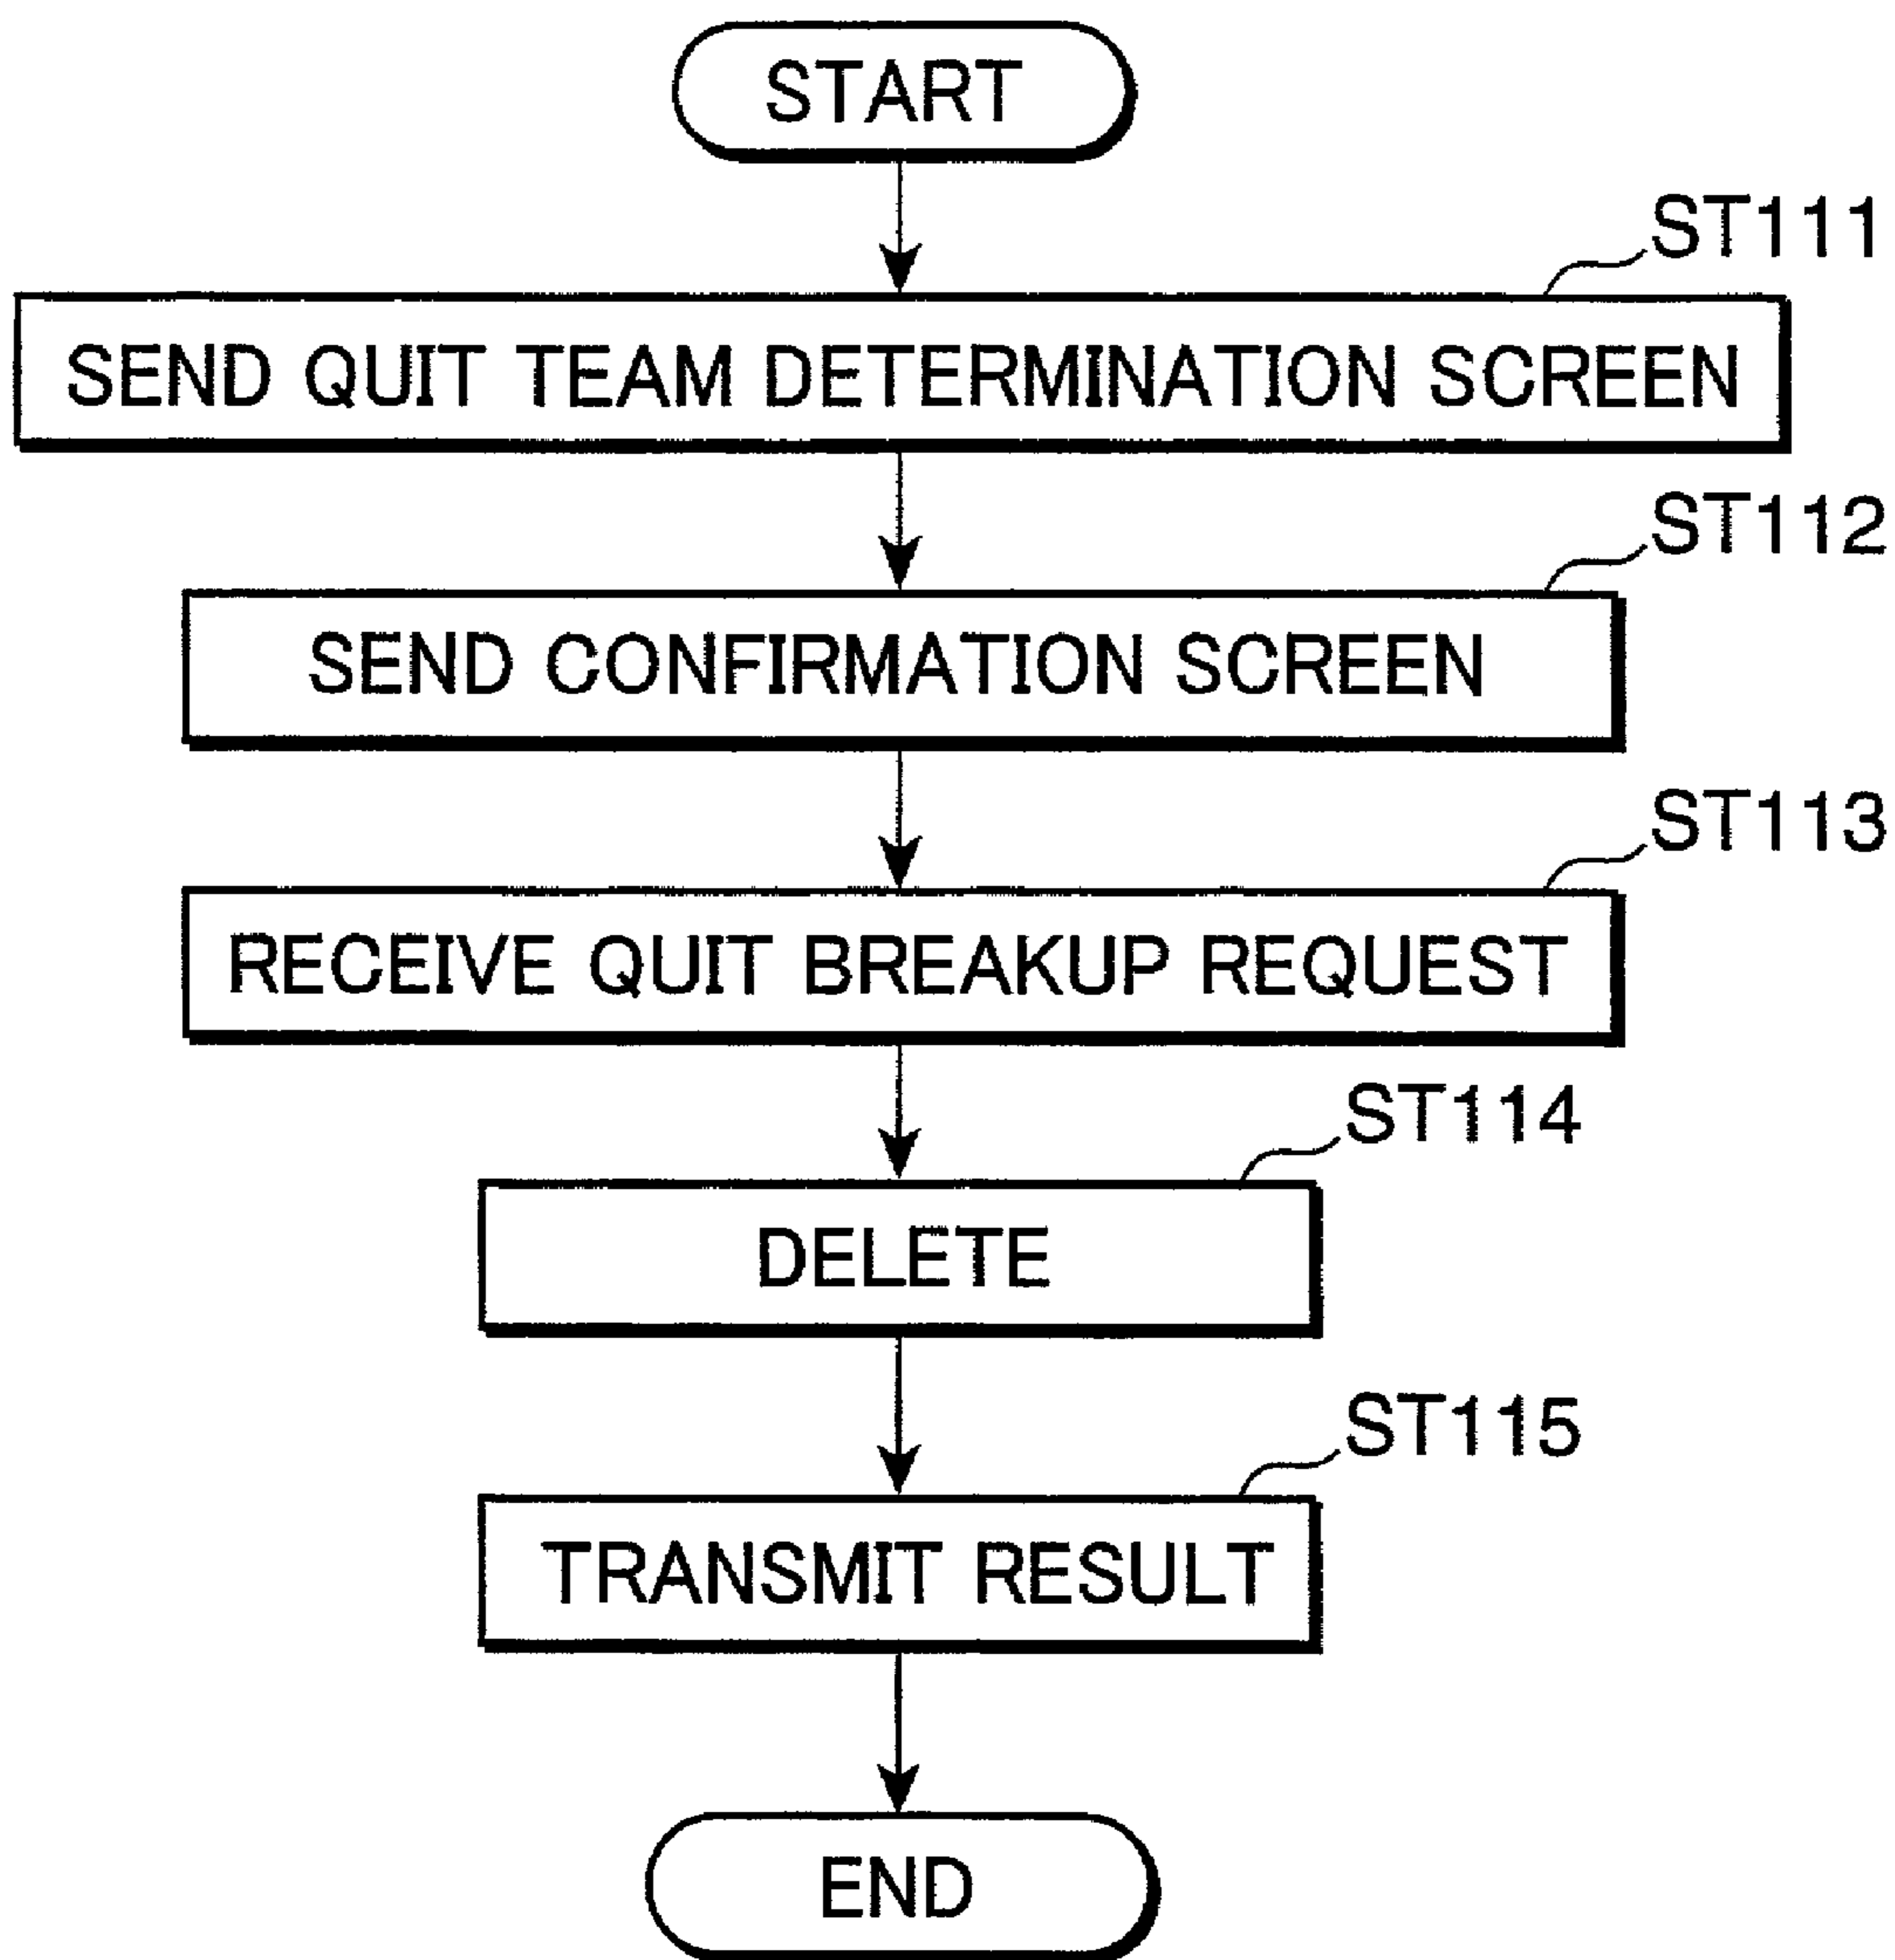 START
ST111
SEND QUIT TEAM DETERMINATION SCREEN
ST112
SEND CONFIRMATION SCREEN
ST113
RECEIVE QUIT BREAKUP REQUEST
ST114
DELETE
ST115
TRANSMIT RESULT
END